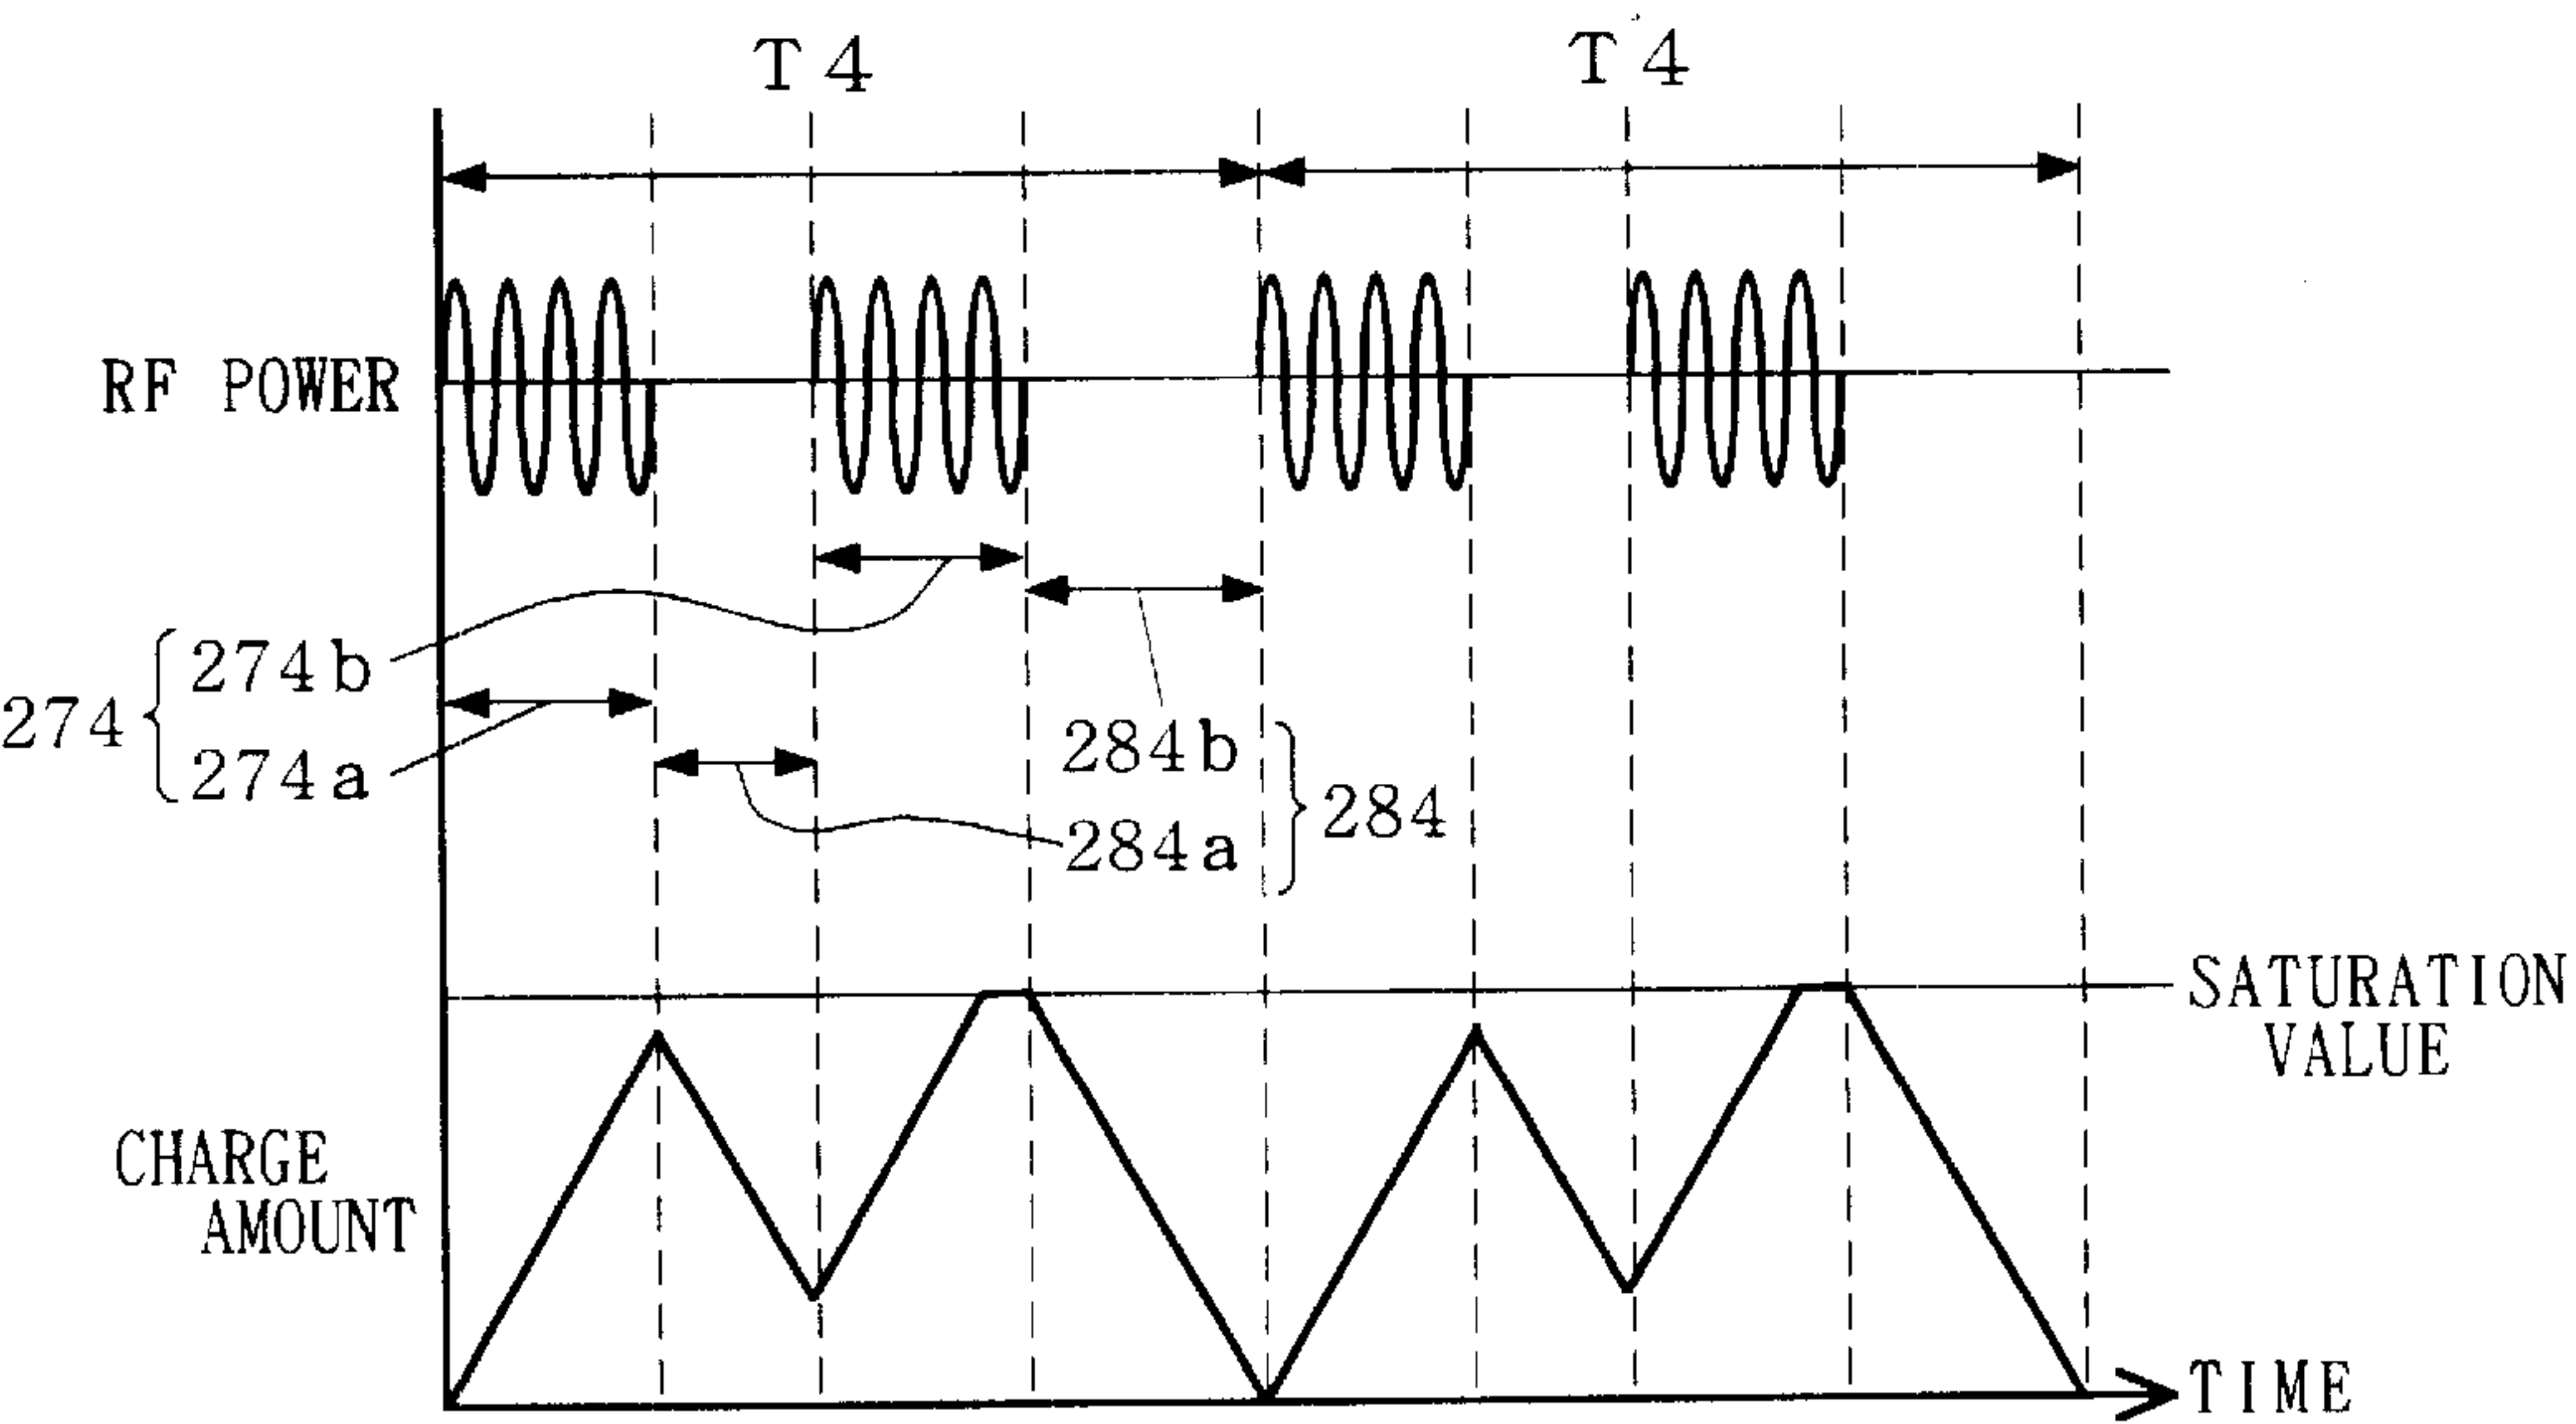 T4 T4
RF POWER
274b
274
274a
284b
284
284a
SATURATION
VALUE
CHARGE
AMOUNT
TIME